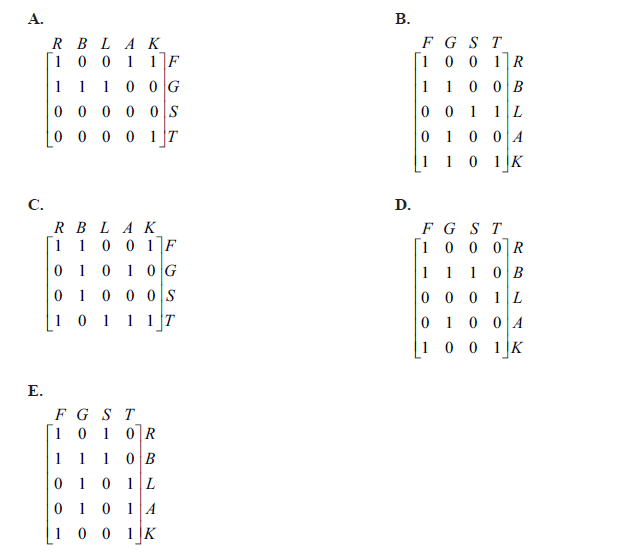 A.
R B L A K
1 0 0 1 1 F
1 1 1 0 0 G
0 0 0 0 0 S
0 0 0 0 1 T
B.
F G S T
1 0 0 1 R
1 1 0 0 B
0 0 1 1 L
0 1 0 0 A
1 1 0 1 K
C.
R B L A K
1 1 0 0 1 F
0 1 0 1 0 G
0 1 0 0 0 S
1 0 1 1 1 T
D.
F G S T
1 0 0 0 R
1 1 1 0 B
0 0 0 1 L
0 1 0 0 A
1 0 0 1 K
E.
F G S T
1 0 1 0 R
1 1 1 0 B
0 1 0 1 L
0 1 0 1 A
1 0 0 1 K